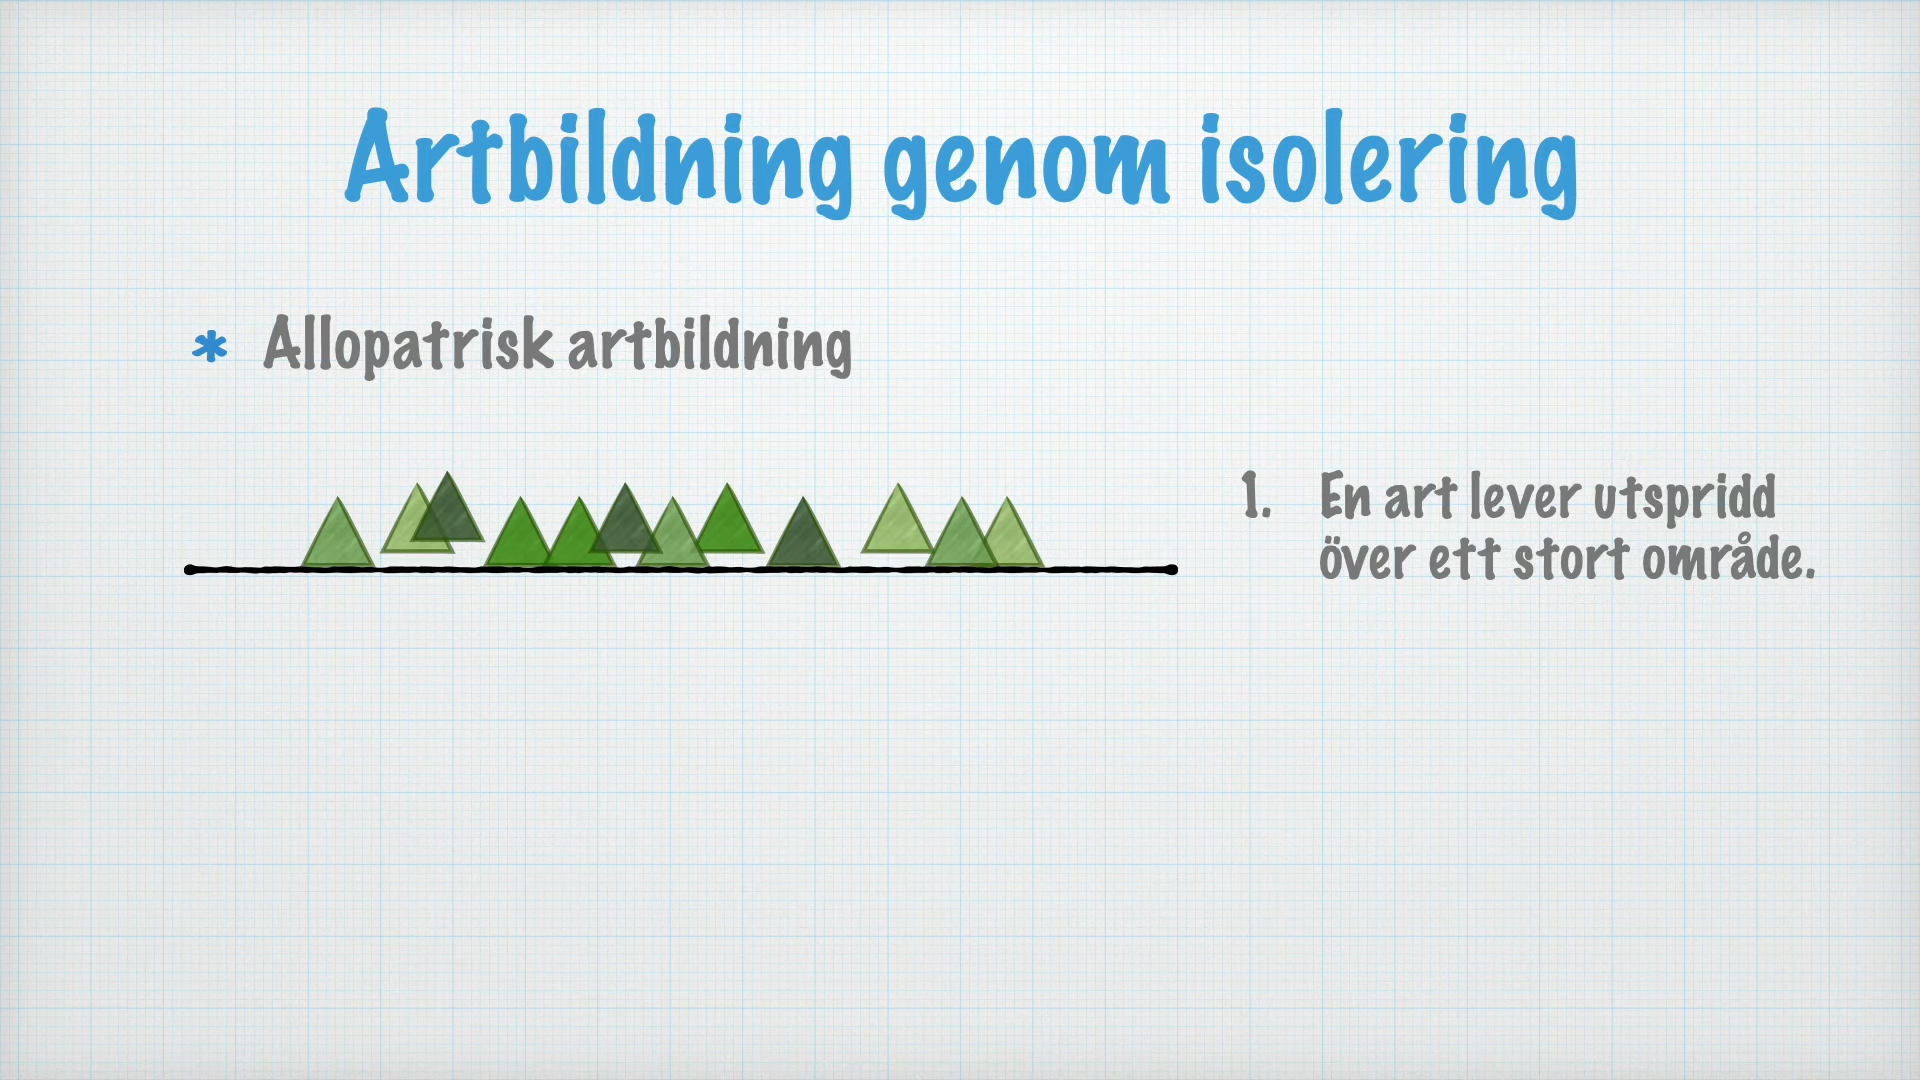 Artbildning genom isolering
* Allopatrisk artbildning
1. En art lever utspridd
över ett stort område.